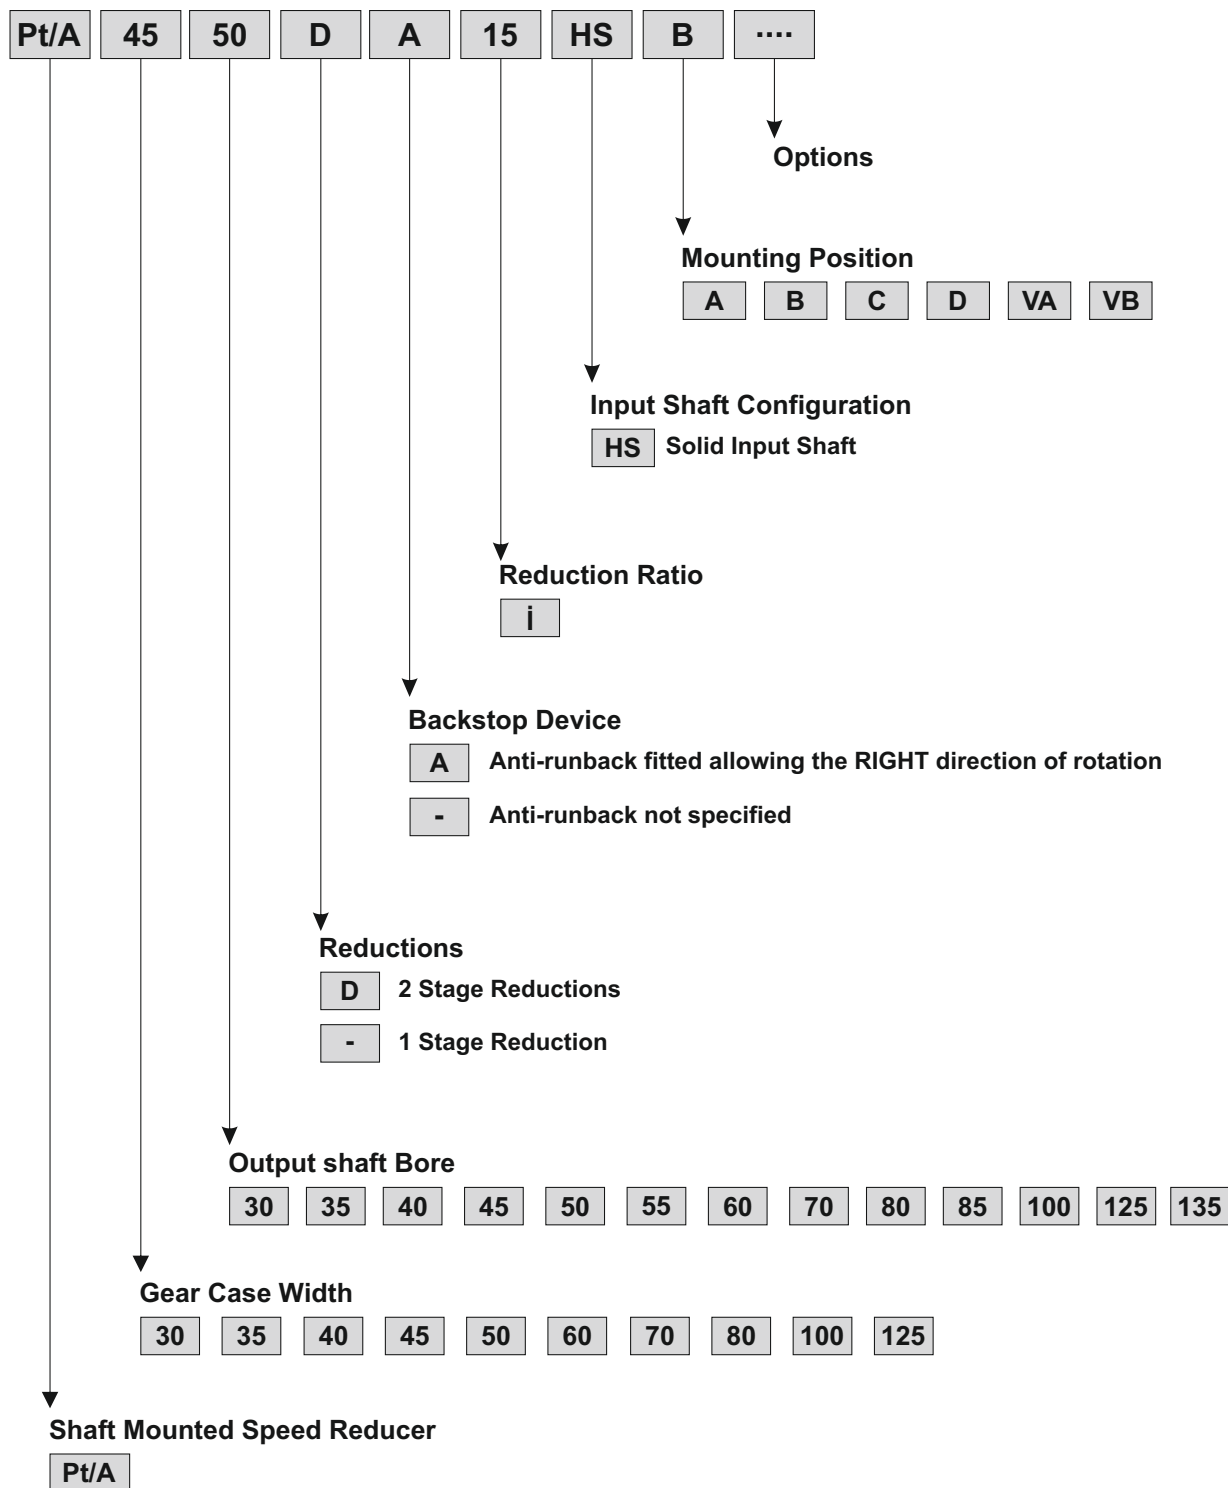 Pt/A 45 50 D A 15 HS B ....
Options
Mounting Position
A B C D VA VB
Input Shaft Configuration
HS Solid Input Shaft
Reduction Ratio
İ
Backstop Device
A Anti-runback fitted allowing the RIGHT direction of rotation
- Anti-runback not specified
Reductions
D 2 Stage Reductions
- 1 Stage Reduction
Output shaft Bore
30 35 40 45 50 55 60 70 80 85 100 125 135
Gear Case Width
30 35 40 45 50 60 70 80 100 125
Shaft Mounted Speed Reducer
Pt/A